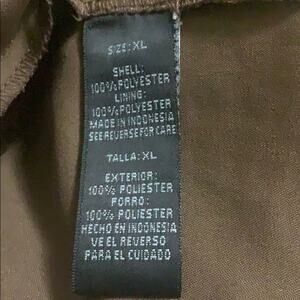 SIZE: XL
SHELL:
100% POLYESTER
LINING:
100% POLYESTER
MADE IN INDONESIA
SEE REVERSE FOR CARE
TALLA: XL
EXTERIOR:
100% POLIESTER
FORRO:
100% POLIESTER
HECHO EN INDONESIA
VE EL REVERSO
PARA EL CUIDADO